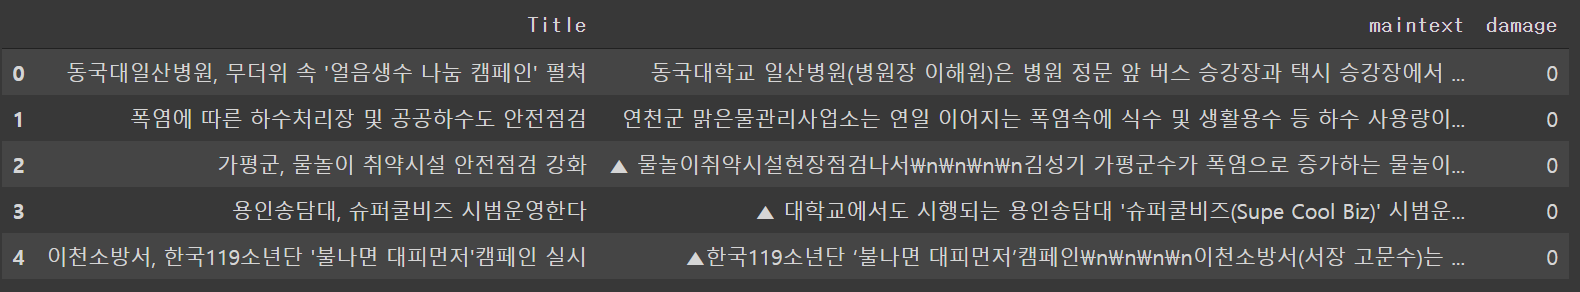 Title maintext damage
0 동국대일산병원, 무더위 속 '얼음생수 나눔 캠페인' 펼쳐 동국대학교 일산병원(병원장 이해원)은 병원 정문 앞 버스 승강장과 택시 승강장에서 ... 0
1 폭염에 따른 하수처리장 및 공공하수도 안전점검 연천군 맑은물관리사업소는 연일 이어지는 폭염속에 식수 및 생활용수 등 하수 사용량이... 0
2 가평군, 물놀이 취약시설 안전점검 강화 ▲ 물놀이취약시설현장점검나서₩n₩n₩n₩n김성기 가평군수가 폭염으로 증가하는 물놀이... 0
3 용인송담대, 슈퍼쿨비즈 시범운영한다 ▲ 대학교에서도 시행되는 용인송담대 '슈퍼쿨비즈(Supe Cool Biz)' 시범운... 0
4 이천소방서, 한국119소년단 '불나면 대피먼저'캠페인 실시 ▲한국119소년단 ‘불나면 대피먼저’캠페인₩n₩n₩n₩n이천소방서(서장 고문수)는 ... 0